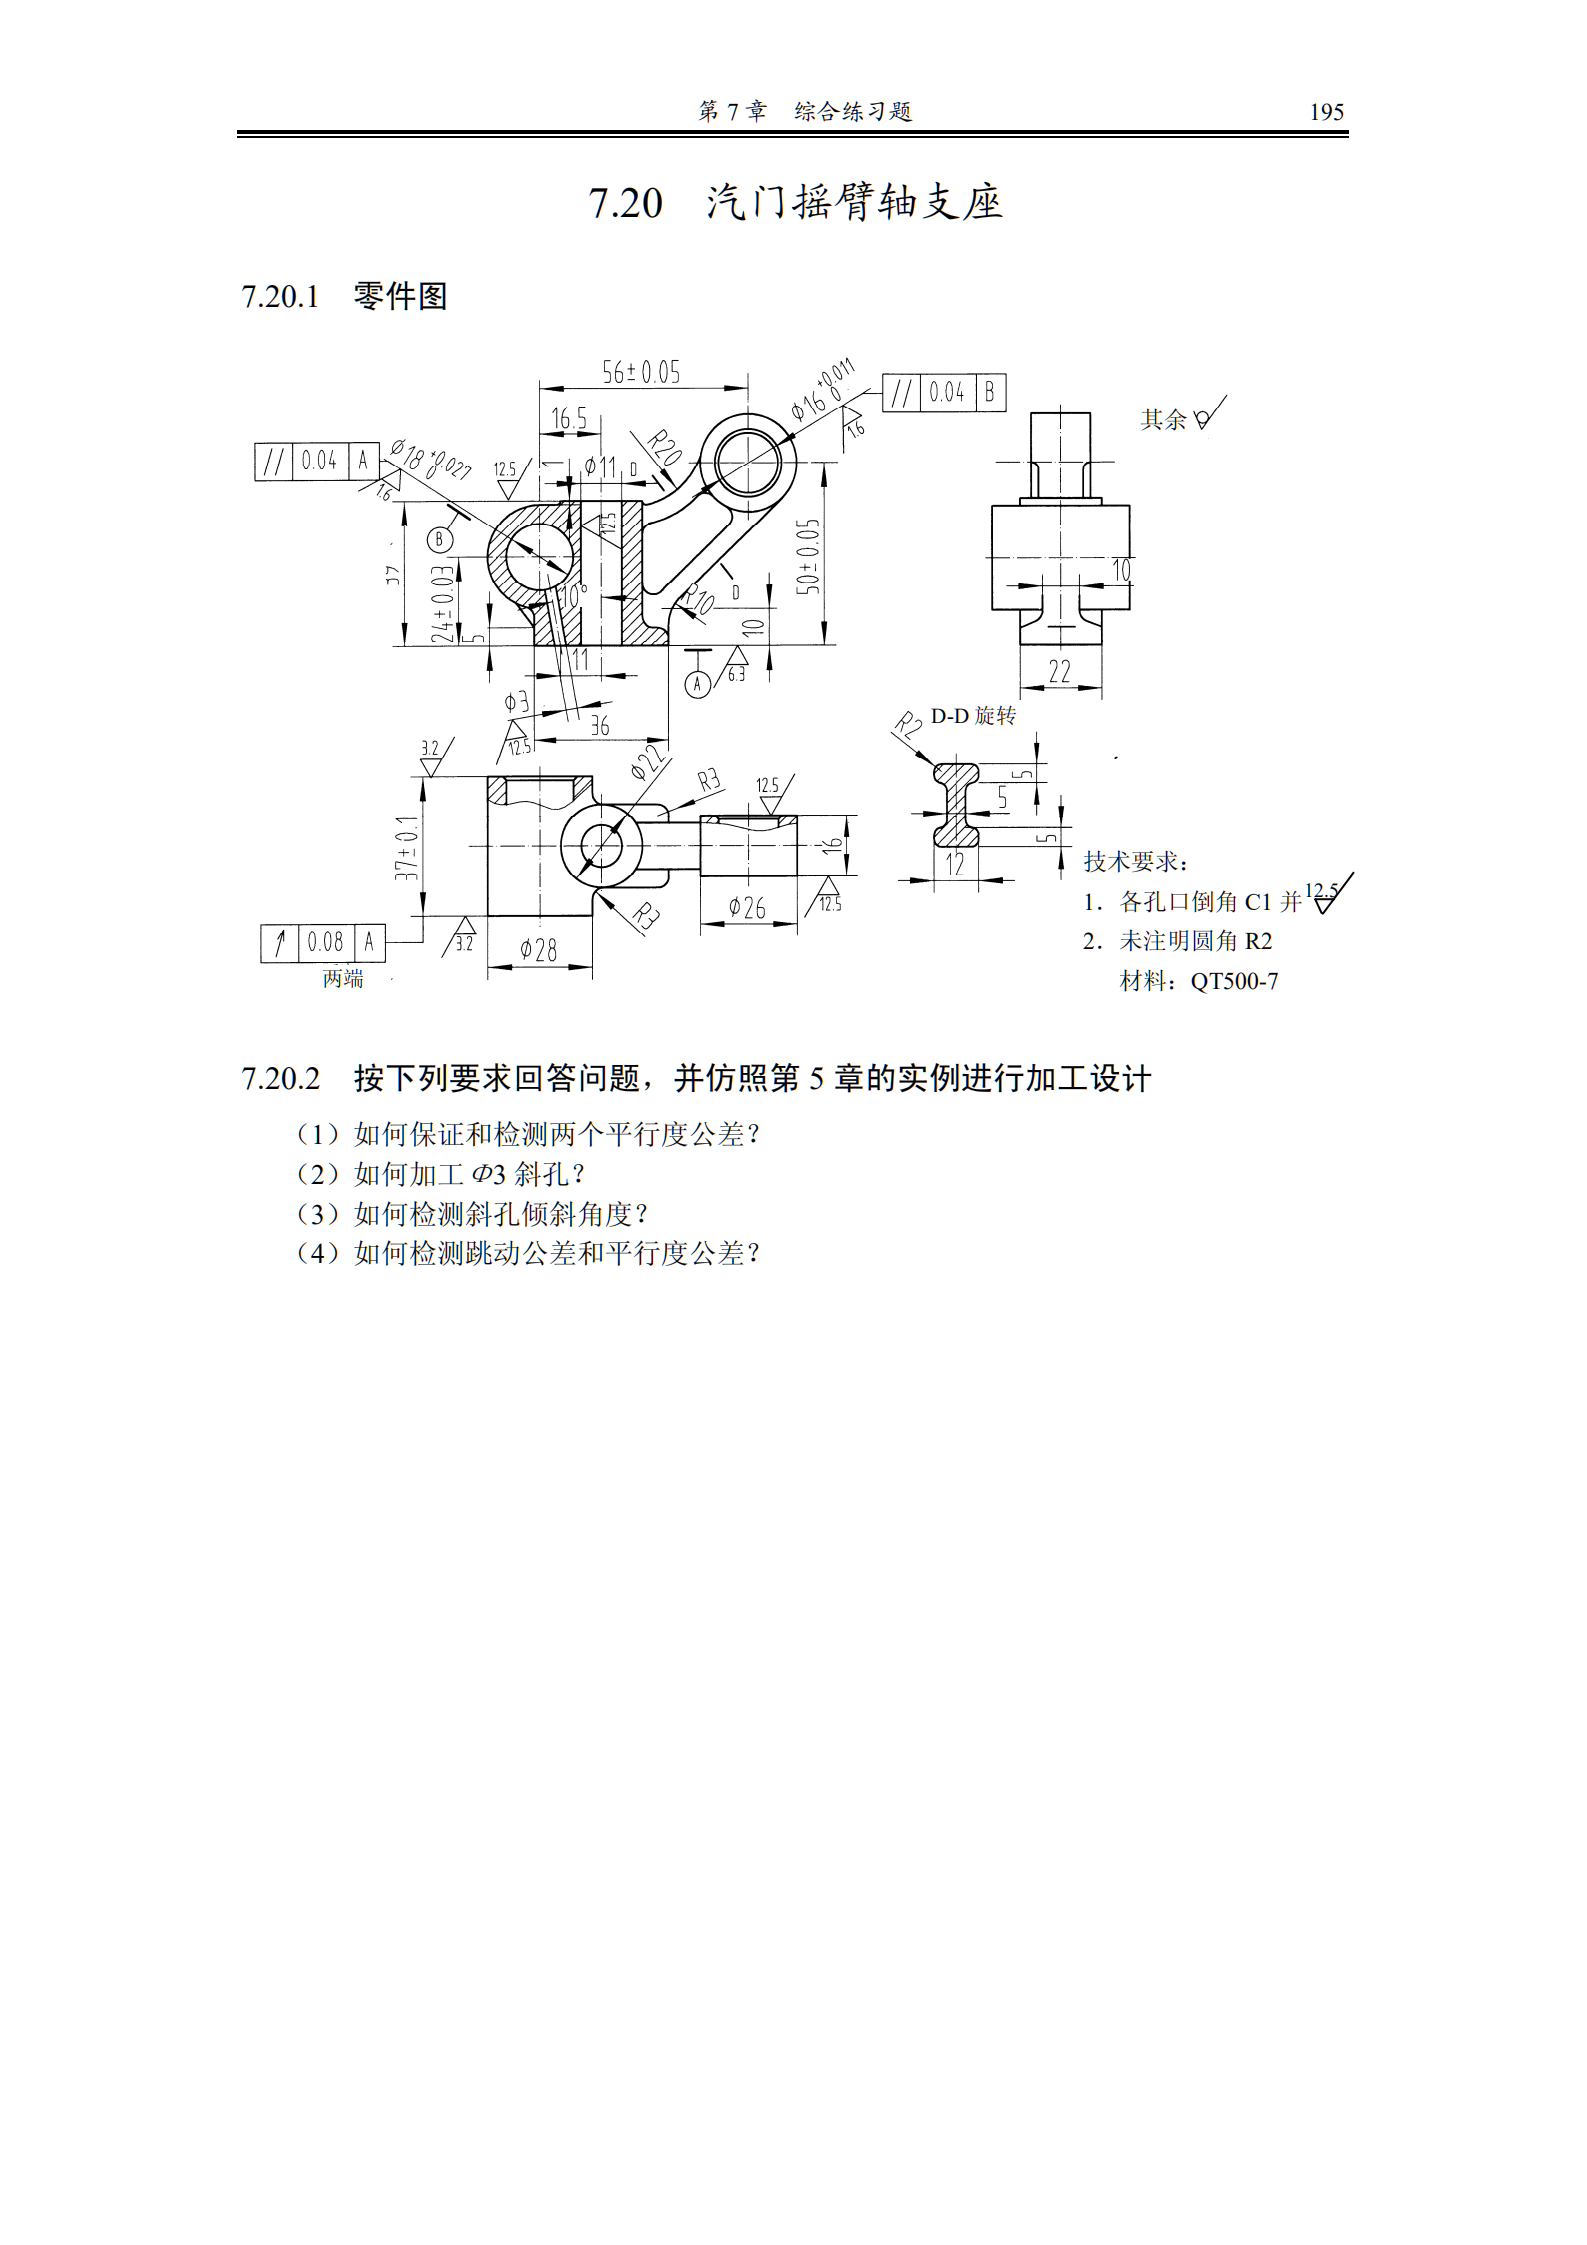 第 7 章 综合练习题 195
7.20 汽门摇臂轴支座
7.20.1 零件图
56±0.05
16.5
R20
Φ16 +0.011 0
1.6
// 0.04 B
其余
// 0.04 A
Φ18 +0.027 0
1.6
12.5
1
Φ11
D
12.5
B
24±0.03
5
10°
50±0.05
R10
D
10
11
A
6.3
Φ3
12.5
36
10
22
3.2
37±0.1
Φ22
R3
12.5
16
12.5
Φ26
R3
3.2
Φ28
↗ 0.08 A
两端
R2
D-D 旋转
5
5
5
12
技术要求：
1．各孔口倒角 C1 并 12.5
2．未注明圆角 R2
材料：QT500-7
7.20.2 按下列要求回答问题，并仿照第 5 章的实例进行加工设计
（1）如何保证和检测两个平行度公差？
（2）如何加工 Φ3 斜孔？
（3）如何检测斜孔倾斜角度？
（4）如何检测跳动公差和平行度公差？